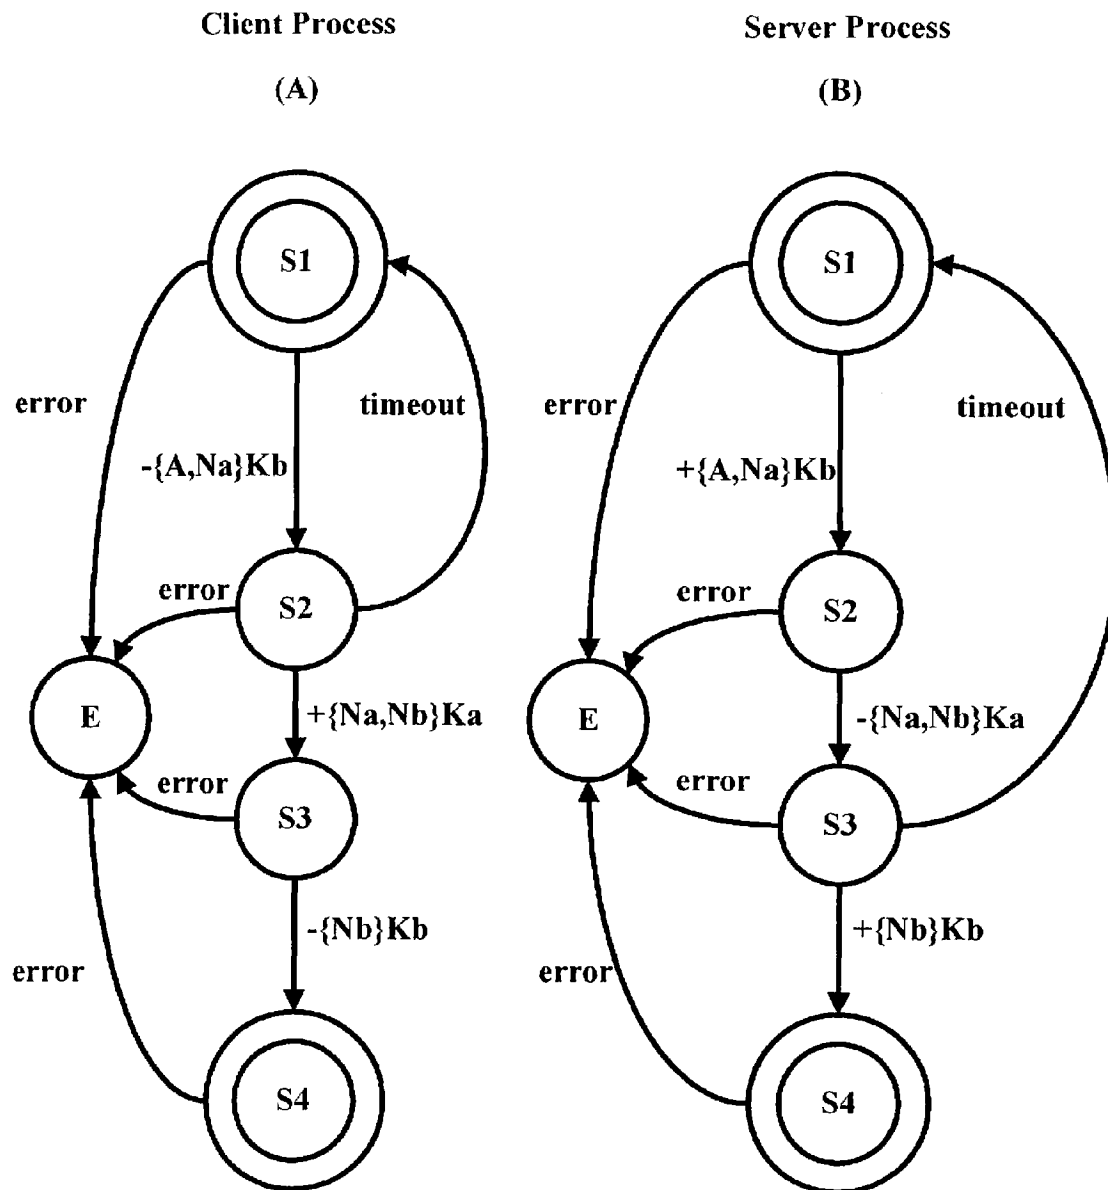 Client Process
(A)
S1
error
timeout
-{A,Na}Kb
error
S2
E
+{Na,Nb}Ka
error
S3
-{Nb}Kb
error
S4
Server Process
(B)
S1
error
timeout
+{A,Na}Kb
error
S2
E
-{Na,Nb}Ka
error
S3
+{Nb}Kb
error
S4